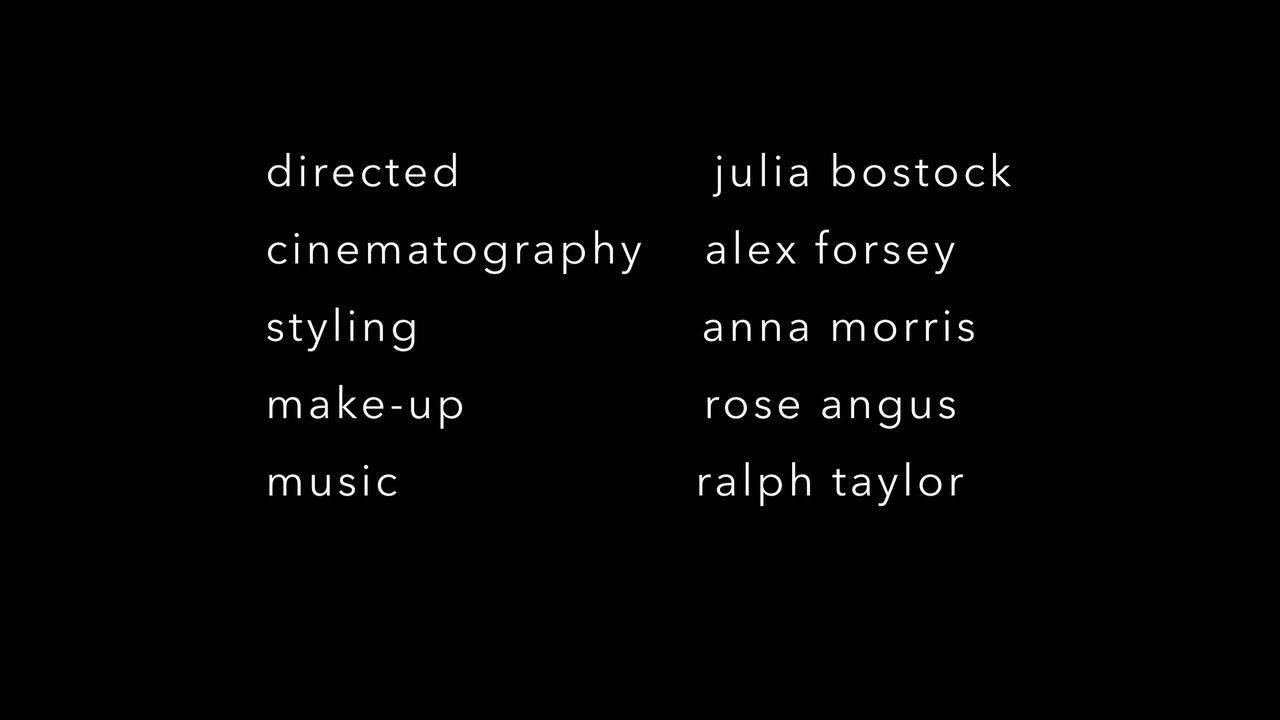 directed julia bostock
cinematography alex forsey
styling anna morris
make-up rose angus
music ralph taylor